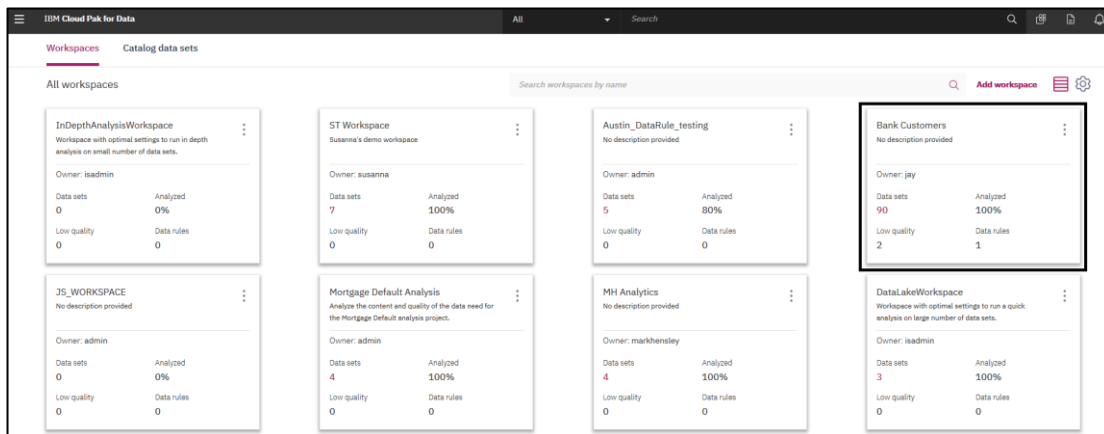 IBM Cloud Pak for Data
All
Search
Workspaces
Catalog data sets
All workspaces
Search workspaces by name
Add workspace
InDepthAnalysisWorkspace
Workspace with optimal settings to run in depth
analysis on small number of data sets.
Owner: isadmin
Data sets Analyzed
0 0%
Low quality Data rules
0 0
ST Workspace
Susanna's demo workspace
Owner: susanna
Data sets Analyzed
7 100%
Low quality Data rules
0 0
Austin_DataRule_testing
No description provided
Owner: admin
Data sets Analyzed
5 80%
Low quality Data rules
0 0
Bank Customers
No description provided
Owner: jay
Data sets Analyzed
90 100%
Low quality Data rules
2 1
JS_WORKSPACE
No description provided
Owner: admin
Data sets Analyzed
0 0%
Low quality Data rules
0 0
Mortgage Default Analysis
Analyze the content and quality of the data need for
the Mortgage Default analysis project.
Owner: admin
Data sets Analyzed
4 100%
Low quality Data rules
0 0
MH Analytics
No description provided
Owner: markhensley
Data sets Analyzed
4 100%
Low quality Data rules
0 0
DataLakeWorkspace
Workspace with optimal settings to run a quick
analysis on large number of data sets.
Owner: isadmin
Data sets Analyzed
3 100%
Low quality Data rules
0 0